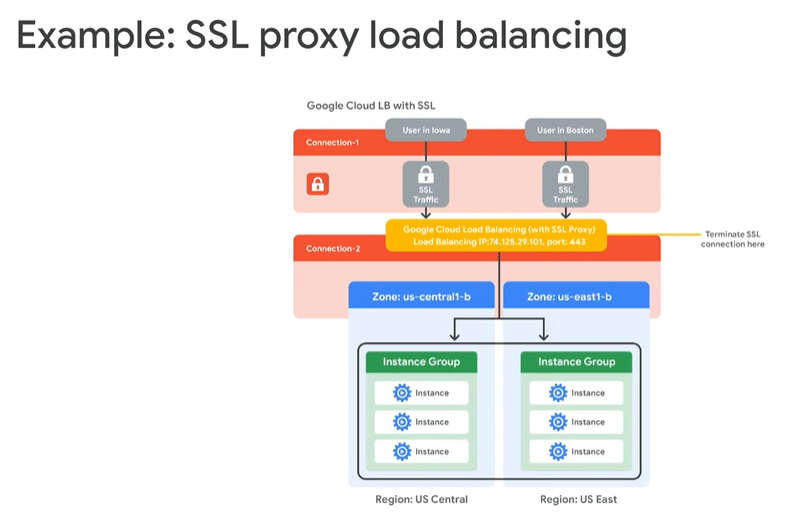 Example: SSL proxy load balancing
Google Cloud LB with SSL
User in Iowa
User in Boston
Connection-1
SSL
Traffic
SSL
Traffic
Google Cloud Load Balancing (with SSL Proxy)
Load Balancing IP:74.125.29.101. port: 443
Terminate SSL
connection here
Connection-2
Zone: us-central1-b
Zone: us-east1-b
Instance Group
Instance
Instance
Instance
Instance Group
Instance
Instance
Instance
Region: US Central
Region: US East